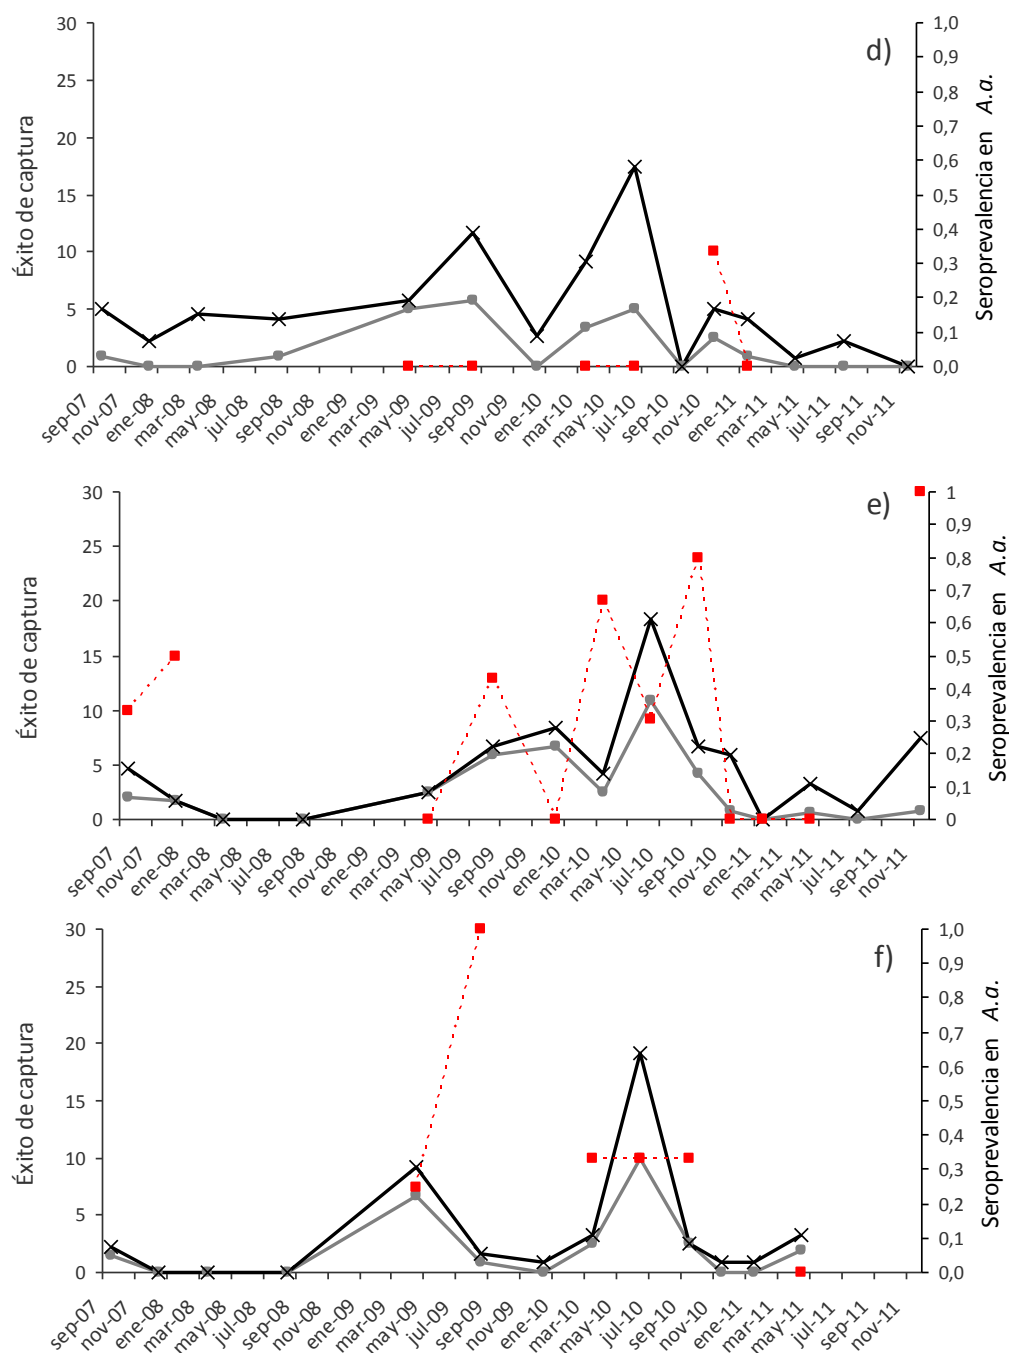 d)
Éxito de captura
30
25
20
15
10
5
0
1,0
0,9
0,8
0,7
0,6
0,5
0,4
0,3
0,2
0,1
0,0
Seroprevalencia en A.a.
sep-07
nov-07
ene-08
mar-08
may-08
jul-08
sep-08
nov-08
ene-09
mar-09
may-09
jul-09
sep-09
nov-09
ene-10
mar-10
may-10
jul-10
sep-10
nov-10
ene-11
mar-11
may-11
jul-11
sep-11
nov-11
e)
Éxito de captura
30
25
20
15
10
5
0
1
0,9
0,8
0,7
0,6
0,5
0,4
0,3
0,2
0,1
0
Seroprevalencia en A.a.
sep-07
nov-07
ene-08
mar-08
may-08
jul-08
sep-08
nov-08
ene-09
mar-09
may-09
jul-09
sep-09
nov-09
ene-10
mar-10
may-10
jul-10
sep-10
nov-10
ene-11
mar-11
may-11
jul-11
sep-11
nov-11
f)
Éxito de captura
30
25
20
15
10
5
0
1,0
0,9
0,8
0,7
0,6
0,5
0,4
0,3
0,2
0,1
0,0
Seroprevalencia en A.a.
sep-07
nov-07
ene-08
mar-08
may-08
jul-08
sep-08
nov-08
ene-09
mar-09
may-09
jul-09
sep-09
nov-09
ene-10
mar-10
may-10
jul-10
sep-10
nov-10
ene-11
mar-11
may-11
jul-11
sep-11
nov-11